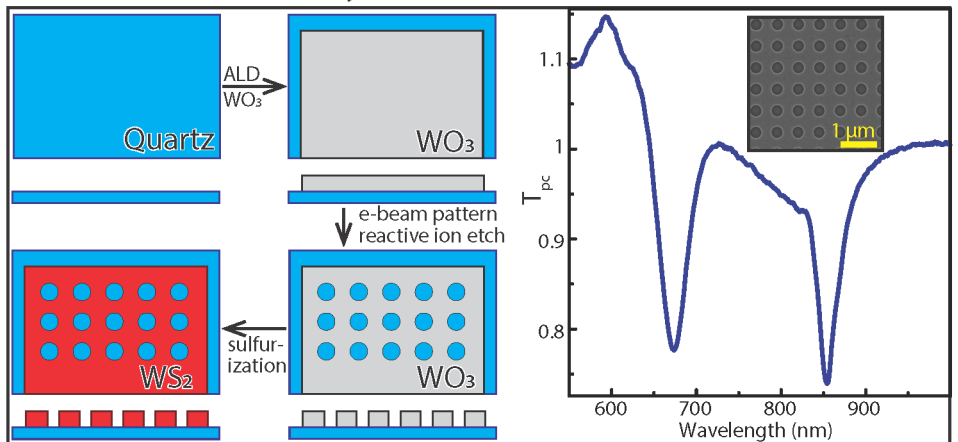 ALD
WO₃
Quartz
WO₃
e-beam pattern
reactive ion etch
sulfur-
ization
WS₂
WO₃
1.1
1
0.9
0.8
Tpc
1 µm
600 700 800 900
Wavelength (nm)